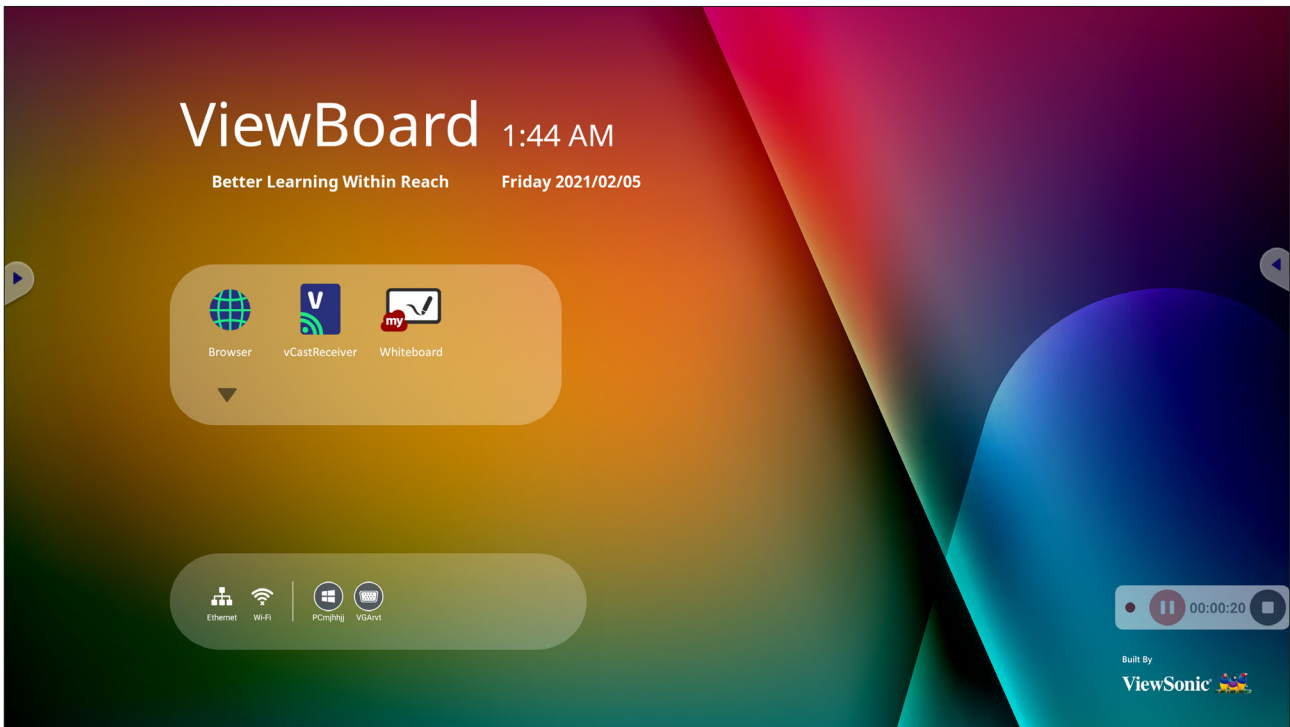 ViewBoard 1:44 AM
Better Learning Within Reach Friday 2021/02/05
V
my
Browser vCastReceiver Whiteboard
Ethernet Wi-Fi PCmjhhjj VGArvt
00:00:20
Built By
ViewSonic